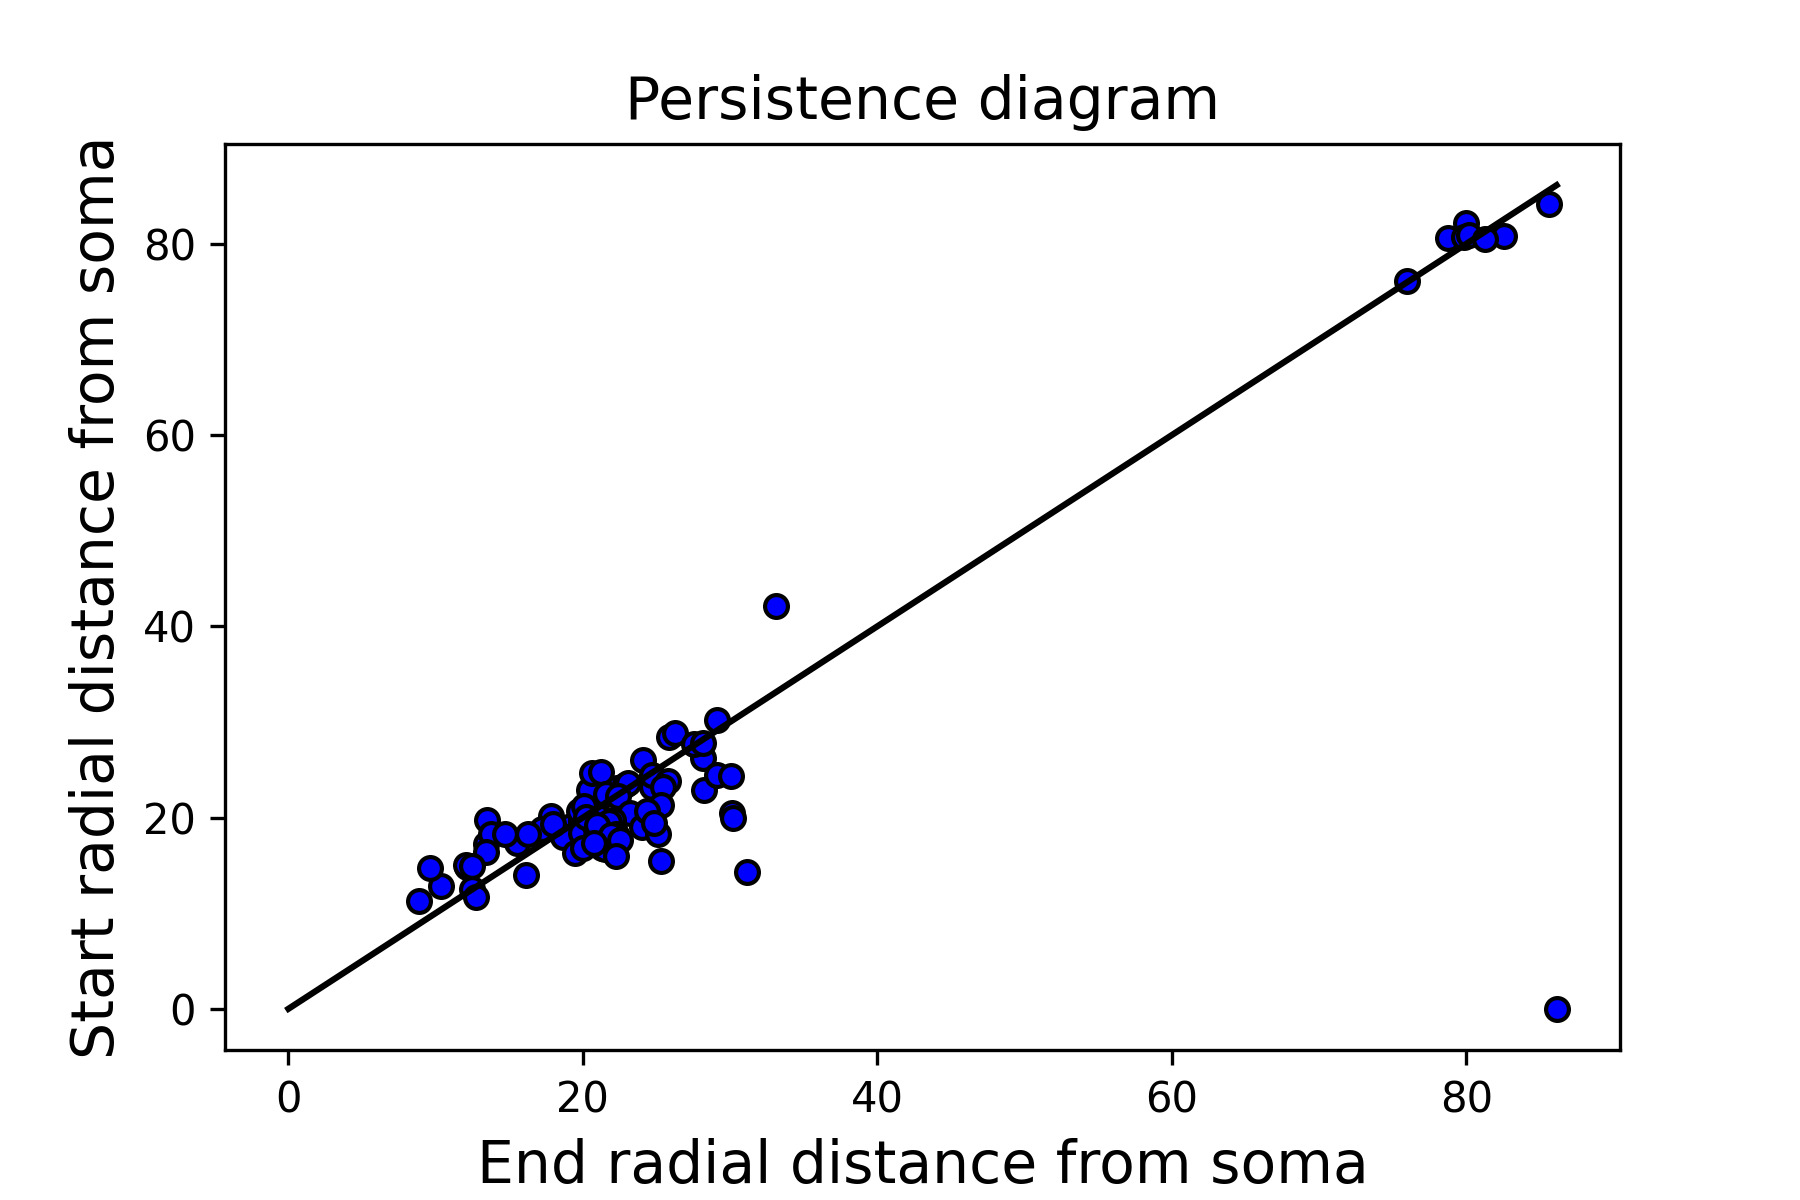 Persistence diagram
Start radial distance from soma
80
60
40
20
0
0 20 40 60 80
End radial distance from soma